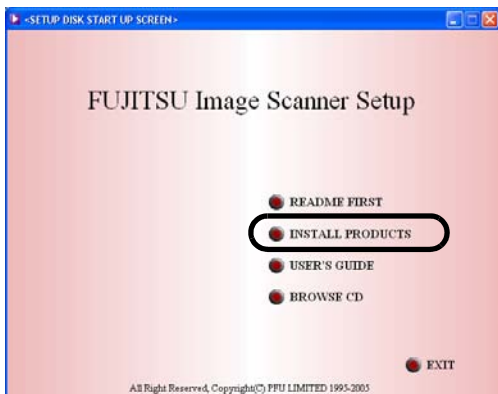 <SETUP DISK START UP SCREEN>
FUJITSU Image Scanner Setup
README FIRST
INSTALL PRODUCTS
USER'S GUIDE
BROWSE CD
EXIT
All Right Reserved, Copyright(C) PFU LIMITED 1995-2005